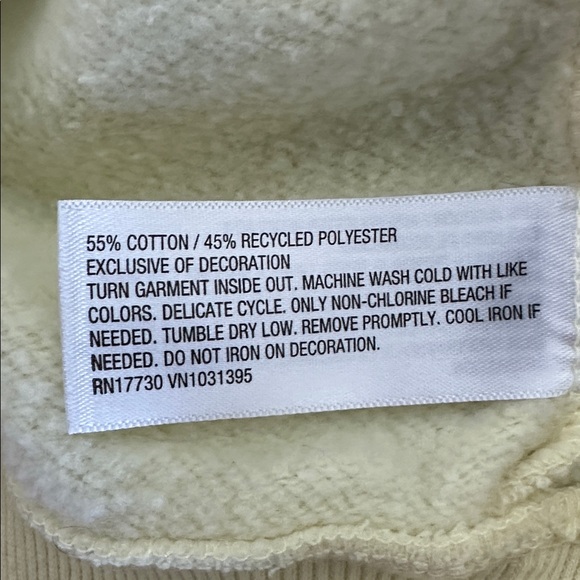 55% COTTON / 45% RECYCLED POLYESTER
EXCLUSIVE OF DECORATION
TURN GARMENT INSIDE OUT. MACHINE WASH COLD WITH LIKE
COLORS. DELICATE CYCLE. ONLY NON-CHLORINE BLEACH IF
NEEDED. TUMBLE DRY LOW. REMOVE PROMPTLY. COOL IRON IF
NEEDED. DO NOT IRON ON DECORATION.
RN17730 VN1031395